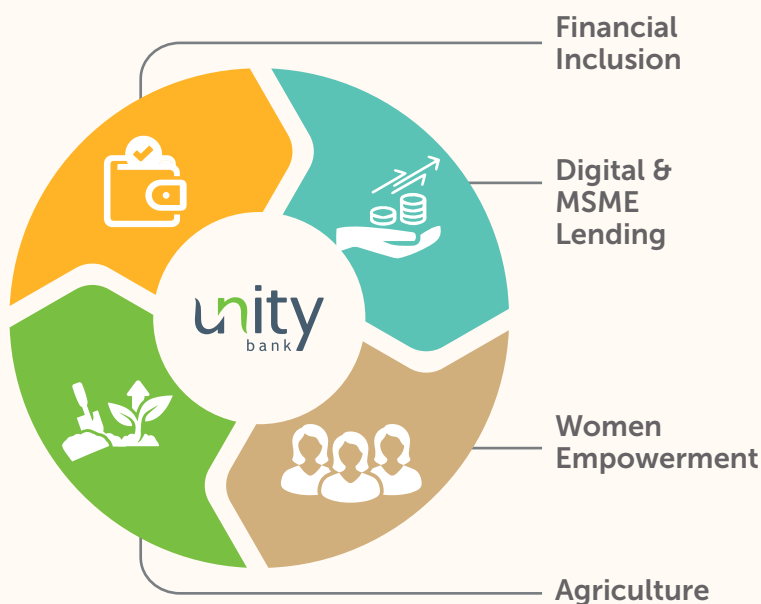 Financial
Inclusion
Digital &
MSME
Lending
unity
bank
Women
Empowerment
Agriculture